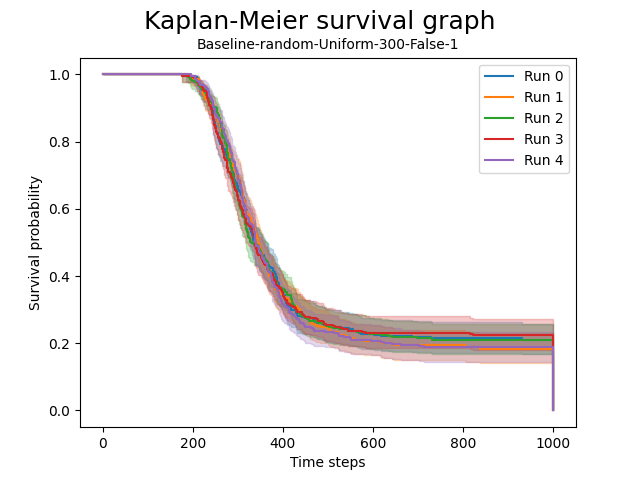 Kaplan-Meier survival graph
Baseline-random-Uniform-300-False-1
Survival probability
1.0
0.8
0.6
0.4
0.2
0.0
Run 0
Run 1
Run 2
Run 3
Run 4
0 200 400 600 800 1000
Time steps